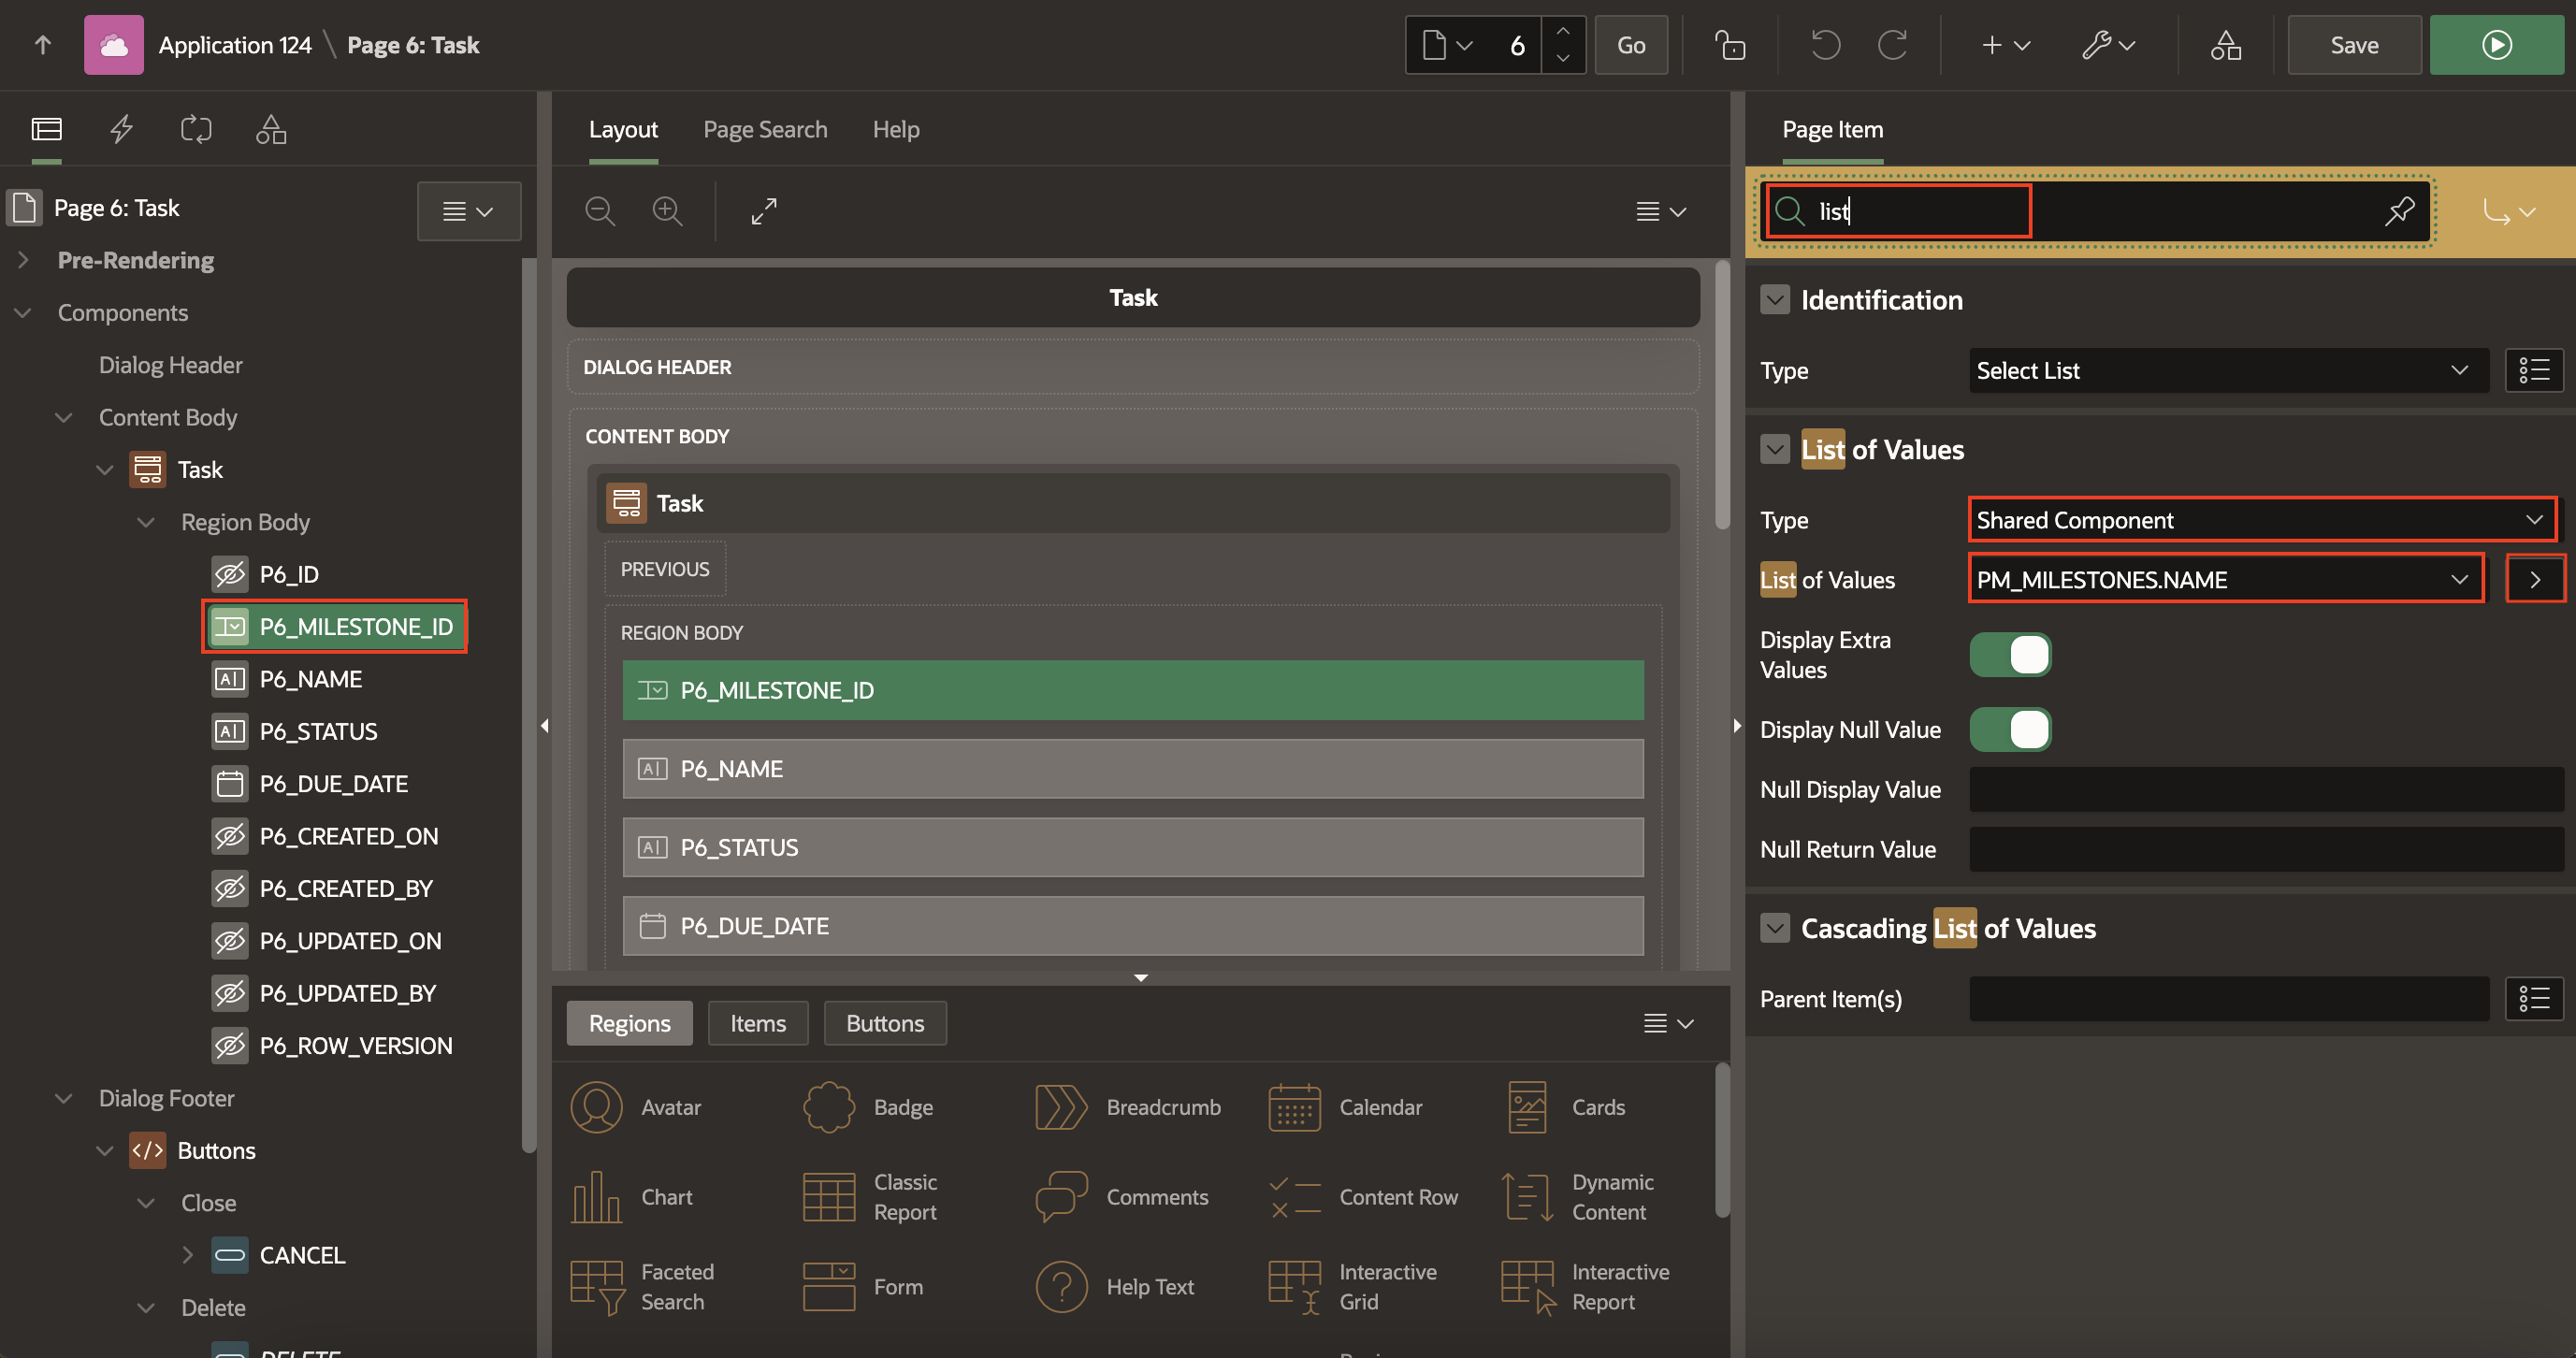 Application 124 \ Page 6: Task
6
Go
Save
Page 6: Task
Pre-Rendering
Components
Dialog Header
Content Body
Task
Region Body
P6_ID
P6_MILESTONE_ID
P6_NAME
P6_STATUS
P6_DUE_DATE
P6_CREATED_ON
P6_CREATED_BY
P6_UPDATED_ON
P6_UPDATED_BY
P6_ROW_VERSION
Dialog Footer
Buttons
Close
CANCEL
Delete
DELETE
Layout
Page Search
Help
Task
DIALOG HEADER
CONTENT BODY
Task
PREVIOUS
REGION BODY
P6_MILESTONE_ID
P6_NAME
P6_STATUS
P6_DUE_DATE
Regions
Items
Buttons
Avatar
Badge
Breadcrumb
Calendar
Cards
Chart
Classic
Report
Comments
Content Row
Dynamic
Content
Faceted
Search
Form
Help Text
Interactive
Grid
Interactive
Report
Page Item
list
Identification
Type
Select List
List of Values
Type
Shared Component
List of Values
PM_MILESTONES.NAME
Display Extra
Values
Display Null Value
Null Display Value
Null Return Value
Cascading List of Values
Parent Item(s)